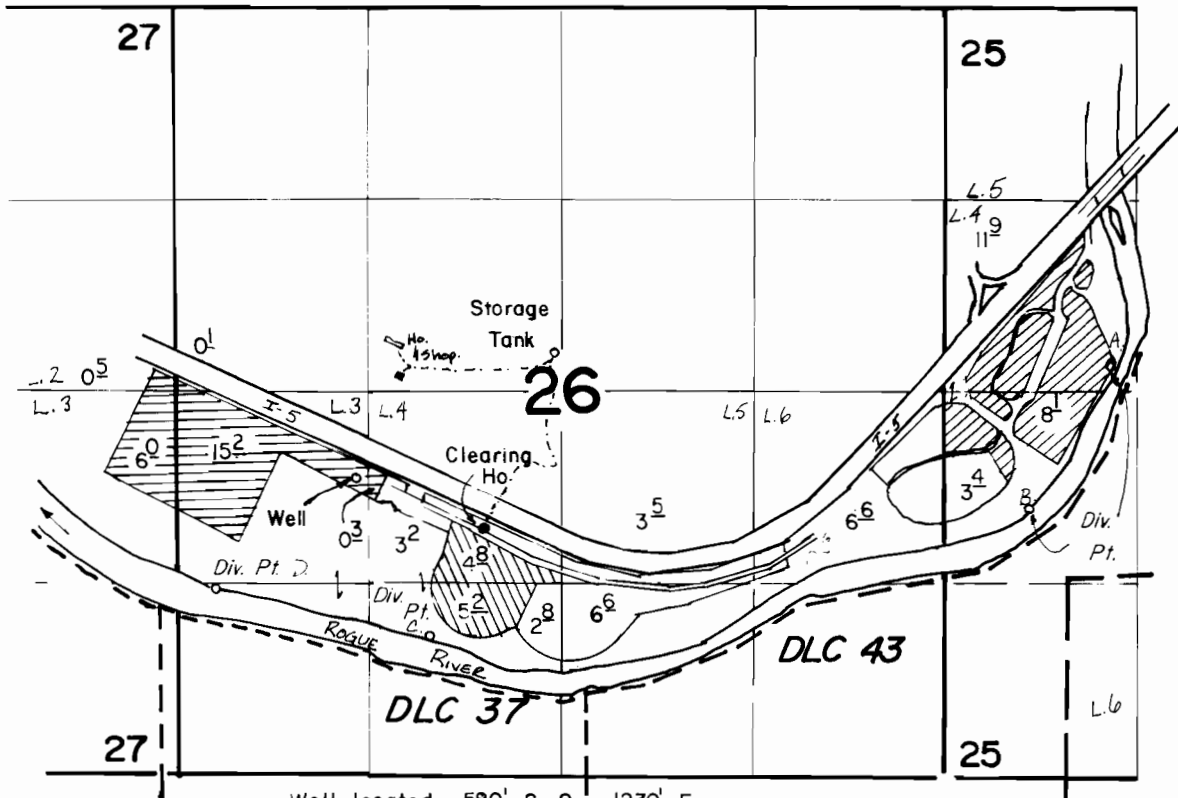 27
25
L.5
L.4
11 9
Storage
Tank
Ho.
4 Shop.
0 1
26
L.2 0 5
L.3
I-5
L.3 L.4
L.5 L.6
A.
8 1
6 0
15 2
Clearing
Ho.
I-5
Well
0 3
3 2
3 5
6 6
3 4
B.
Div.
Pt.
4 8
Div. Pt. D.
Div.
Pt.
C.
5 2
2 8
6 6
ROGUE
RIVER
DLC 43
DLC 37
L.6
27
25